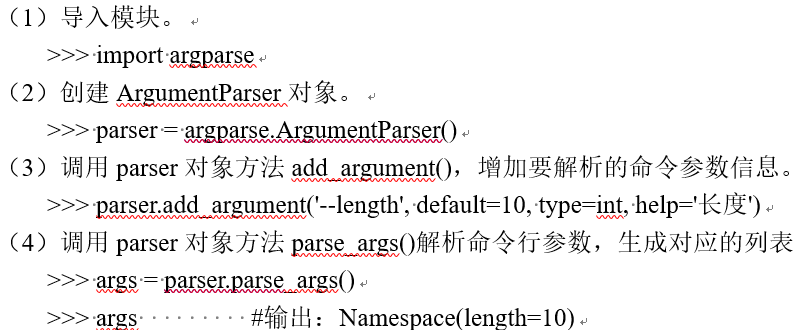 （1）导入模块。
>>> import argparse
（2）创建 ArgumentParser 对象。
>>> parser = argparse.ArgumentParser()
（3）调用 parser 对象方法 add_argument()，增加要解析的命令参数信息。
>>> parser.add_argument('--length', default=10, type=int, help='长度')
（4）调用 parser 对象方法 parse_args()解析命令行参数，生成对应的列表
>>> args = parser.parse_args()
>>> args #输出：Namespace(length=10)